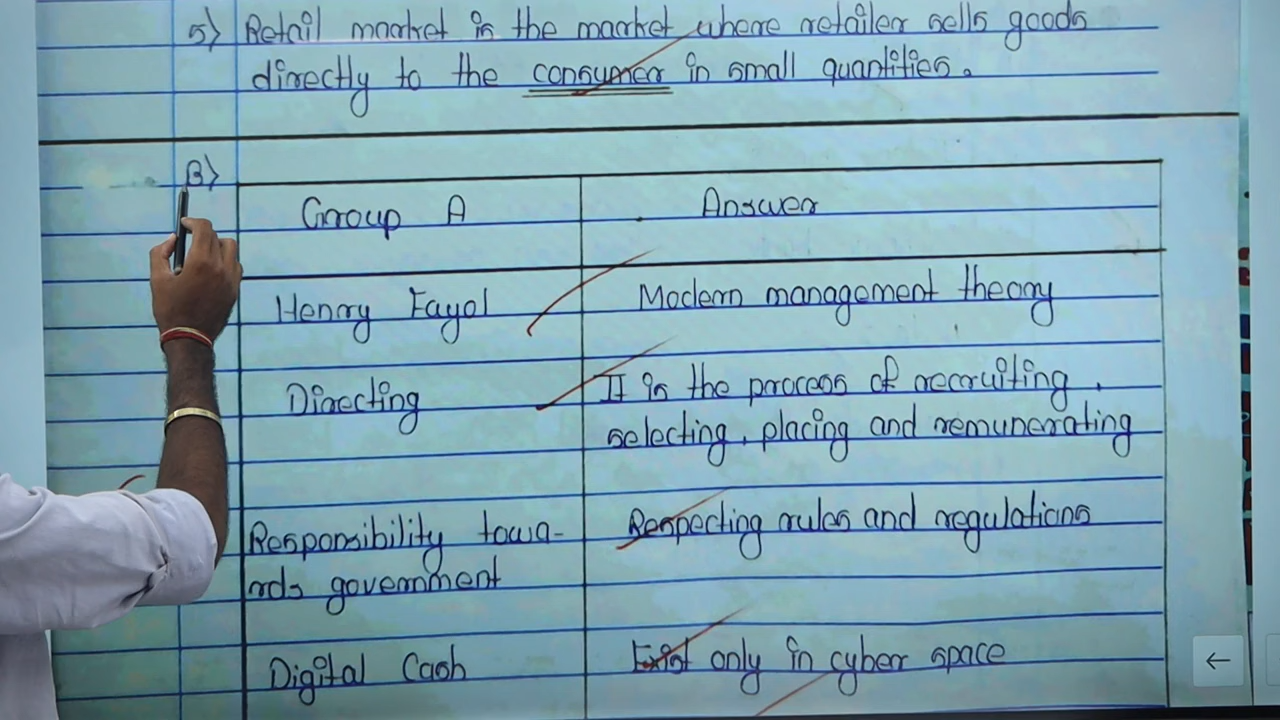 5) Retail market is the market where retailer sells goods
directly to the consumer in small quantities.
B)
Group A Answer
Henry Fayol Modern management theory
Directing It is the process of recruiting,
selecting, placing and remunerating
Responsibility towa- Respecting rules and regulations
rds government
Digital Cash Exist only in cyber space